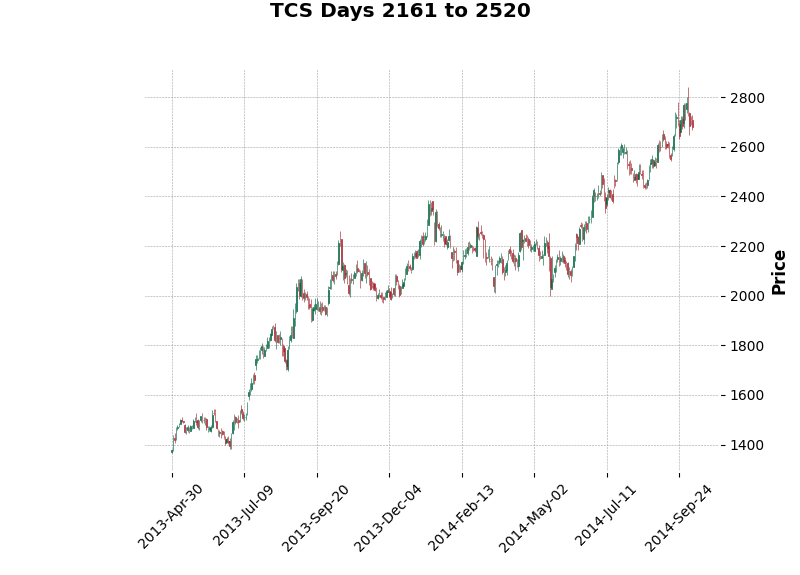 TCS Days 2161 to 2520
2800
2600
2400
2200
2000
1800
1600
1400
Price
2013-Apr-30
2013-Jul-09
2013-Sep-20
2013-Dec-04
2014-Feb-13
2014-May-02
2014-Jul-11
2014-Sep-24